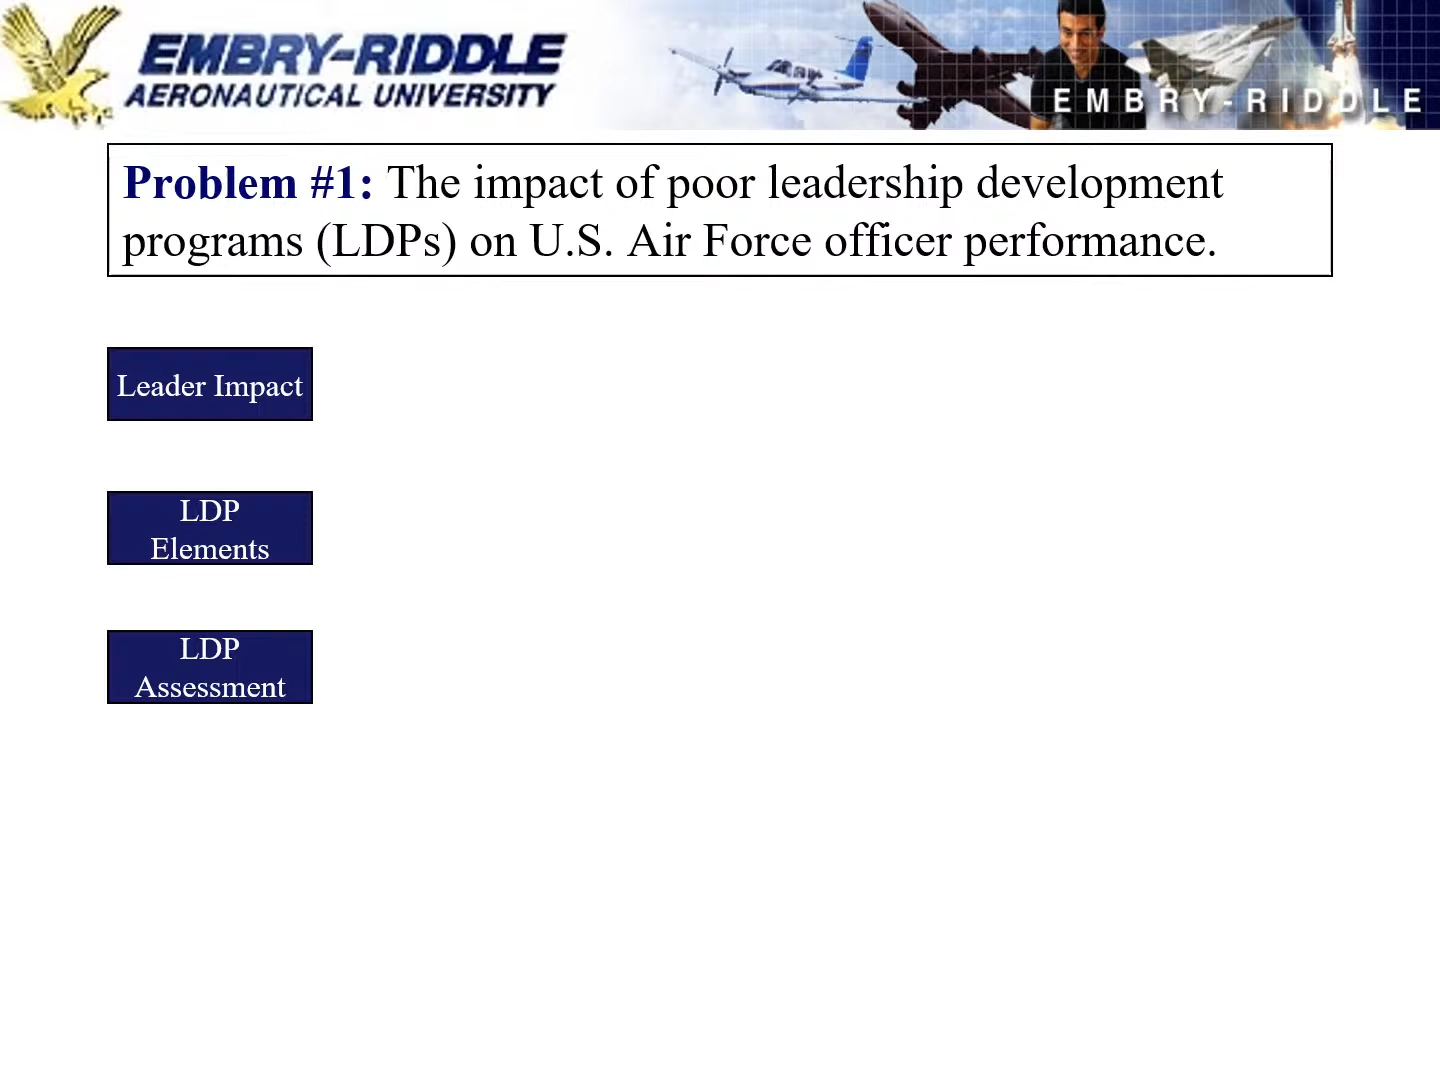 EMBRY-RIDDLE
AERONAUTICAL UNIVERSITY
EMBRY-RIDDLE
Problem #1: The impact of poor leadership development
programs (LDPs) on U.S. Air Force officer performance.
Leader Impact
LDP
Elements
LDP
Assessment